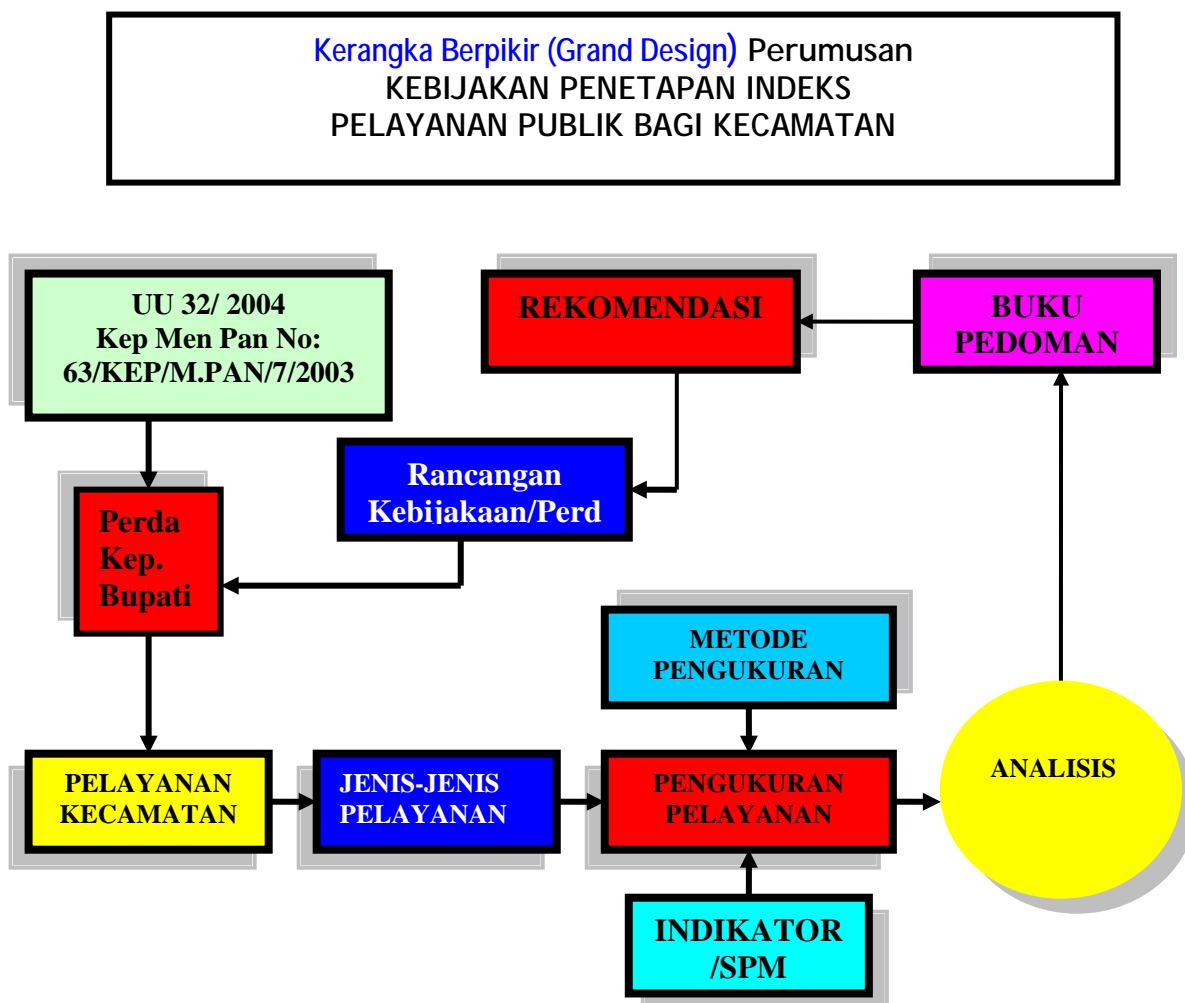 Kerangka Berpikir (Grand Design) Perumusan
KEBIJAKAN PENETAPAN INDEKS
PELAYANAN PUBLIK BAGI KECAMATAN
UU 32/ 2004
Kep Men Pan No:
63/KEP/M.PAN/7/2003
REKOMENDASI
BUKU
PEDOMAN
Rancangan
Kebijakaan/Perd
Perda
Kep.
Bupati
METODE
PENGUKURAN
PELAYANAN
KECAMATAN
JENIS-JENIS
PELAYANAN
PENGUKURAN
PELAYANAN
ANALISIS
INDIKATOR
/SPM